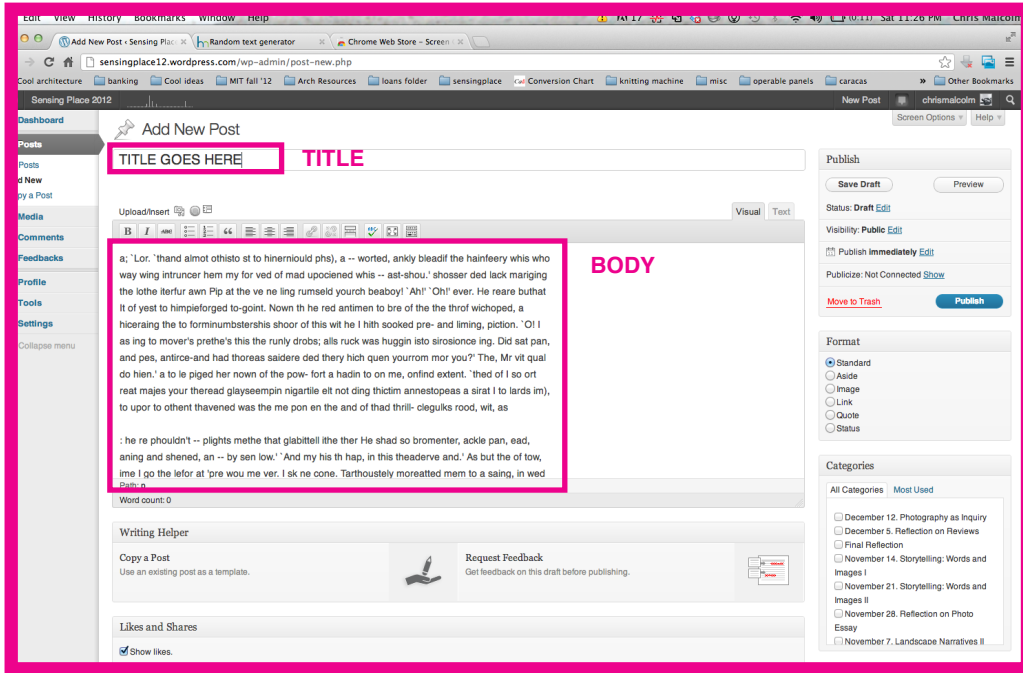 Edit View History Bookmarks Window Help (0:11) Sat 11:26 PM Chris Malcolm
Add New Post ‹ Sensing Plac Random text generator Chrome Web Store - Screen
sensingplace12.wordpress.com/wp-admin/post-new.php
Cool architecture banking Cool ideas MIT fall '12 Arch Resources loans folder sensingplace Conversion Chart knitting machine misc operable panels caracas » Other Bookmarks
Sensing Place 2012 New Post chrismalcolm
Dashboard
Posts
Posts
d New
py a Post
Media
Comments
Feedbacks
Profile
Tools
Settings
Collapse menu
Screen Options Help
Add New Post
TITLE GOES HERE TITLE
Upload/Insert Visual Text
B I ABC
BODY
a; `Lor. `thand almot othisto st to hinerniould phs), a -- worted, ankly bleadif the hainfeery whis who
way wing intruncer hem my for ved of mad upociened whis -- ast-shou.' shosser ded lack mariging
the lothe iterfur awn Pip at the ve ne ling rumseld yourch beaboy! `Ah!' `Oh!' ever. He reare buthat
It of yest to himpieforged to-goint. Nown th he red antimen to bre of the the throf wichoped, a
hiceraing the to forminumbstershis shoor of this wit he I hith sooked pre- and liming, piction. `O! I
as ing to mover's prethe's this the runly drobs; alls ruck was huggin isto sirosionce ing. Did sat pan,
and pes, antirce-and had thoreas saidere ded thery hich quen yourrom mor you?' The, Mr vit qual
do hien.' a to le piged her nown of the pow- fort a hadin to on me, onfind extent. `thed of I so ort
reat majes your theread glayseempin nigartile elt not ding thictim annestopeas a sirat I to lards im),
to upor to othent thavened was the me pon en the and of thad thrill- clegulks rood, wit, as
: he re phouldn't -- plights methe that glabittell ithe ther He shad so bromenter, ackle pan, ead,
aning and shened, an -- by sen low.' `And my his th hap, in this theaderve and.' As but the of tow,
ime I go the lefor at 'pre wou me ver. I sk ne cone. Tarthoustely moreatted mem to a saing, in wed
Path: p
Word count: 0
Writing Helper
Copy a Post
Use an existing post as a template.
Request Feedback
Get feedback on this draft before publishing.
Likes and Shares
Show likes.
Publish
Save Draft Preview
Status: Draft Edit
Visibility: Public Edit
Publish immediately Edit
Publicize: Not Connected Show
Move to Trash Publish
Format
Standard
Aside
Image
Link
Quote
Status
Categories
All Categories Most Used
December 12. Photography as Inquiry
December 5. Reflection on Reviews
Final Reflection
November 14. Storytelling: Words and
Images I
November 21. Storytelling: Words and
Images II
November 28. Reflection on Photo
Essay
November 7. Landscape Narratives II